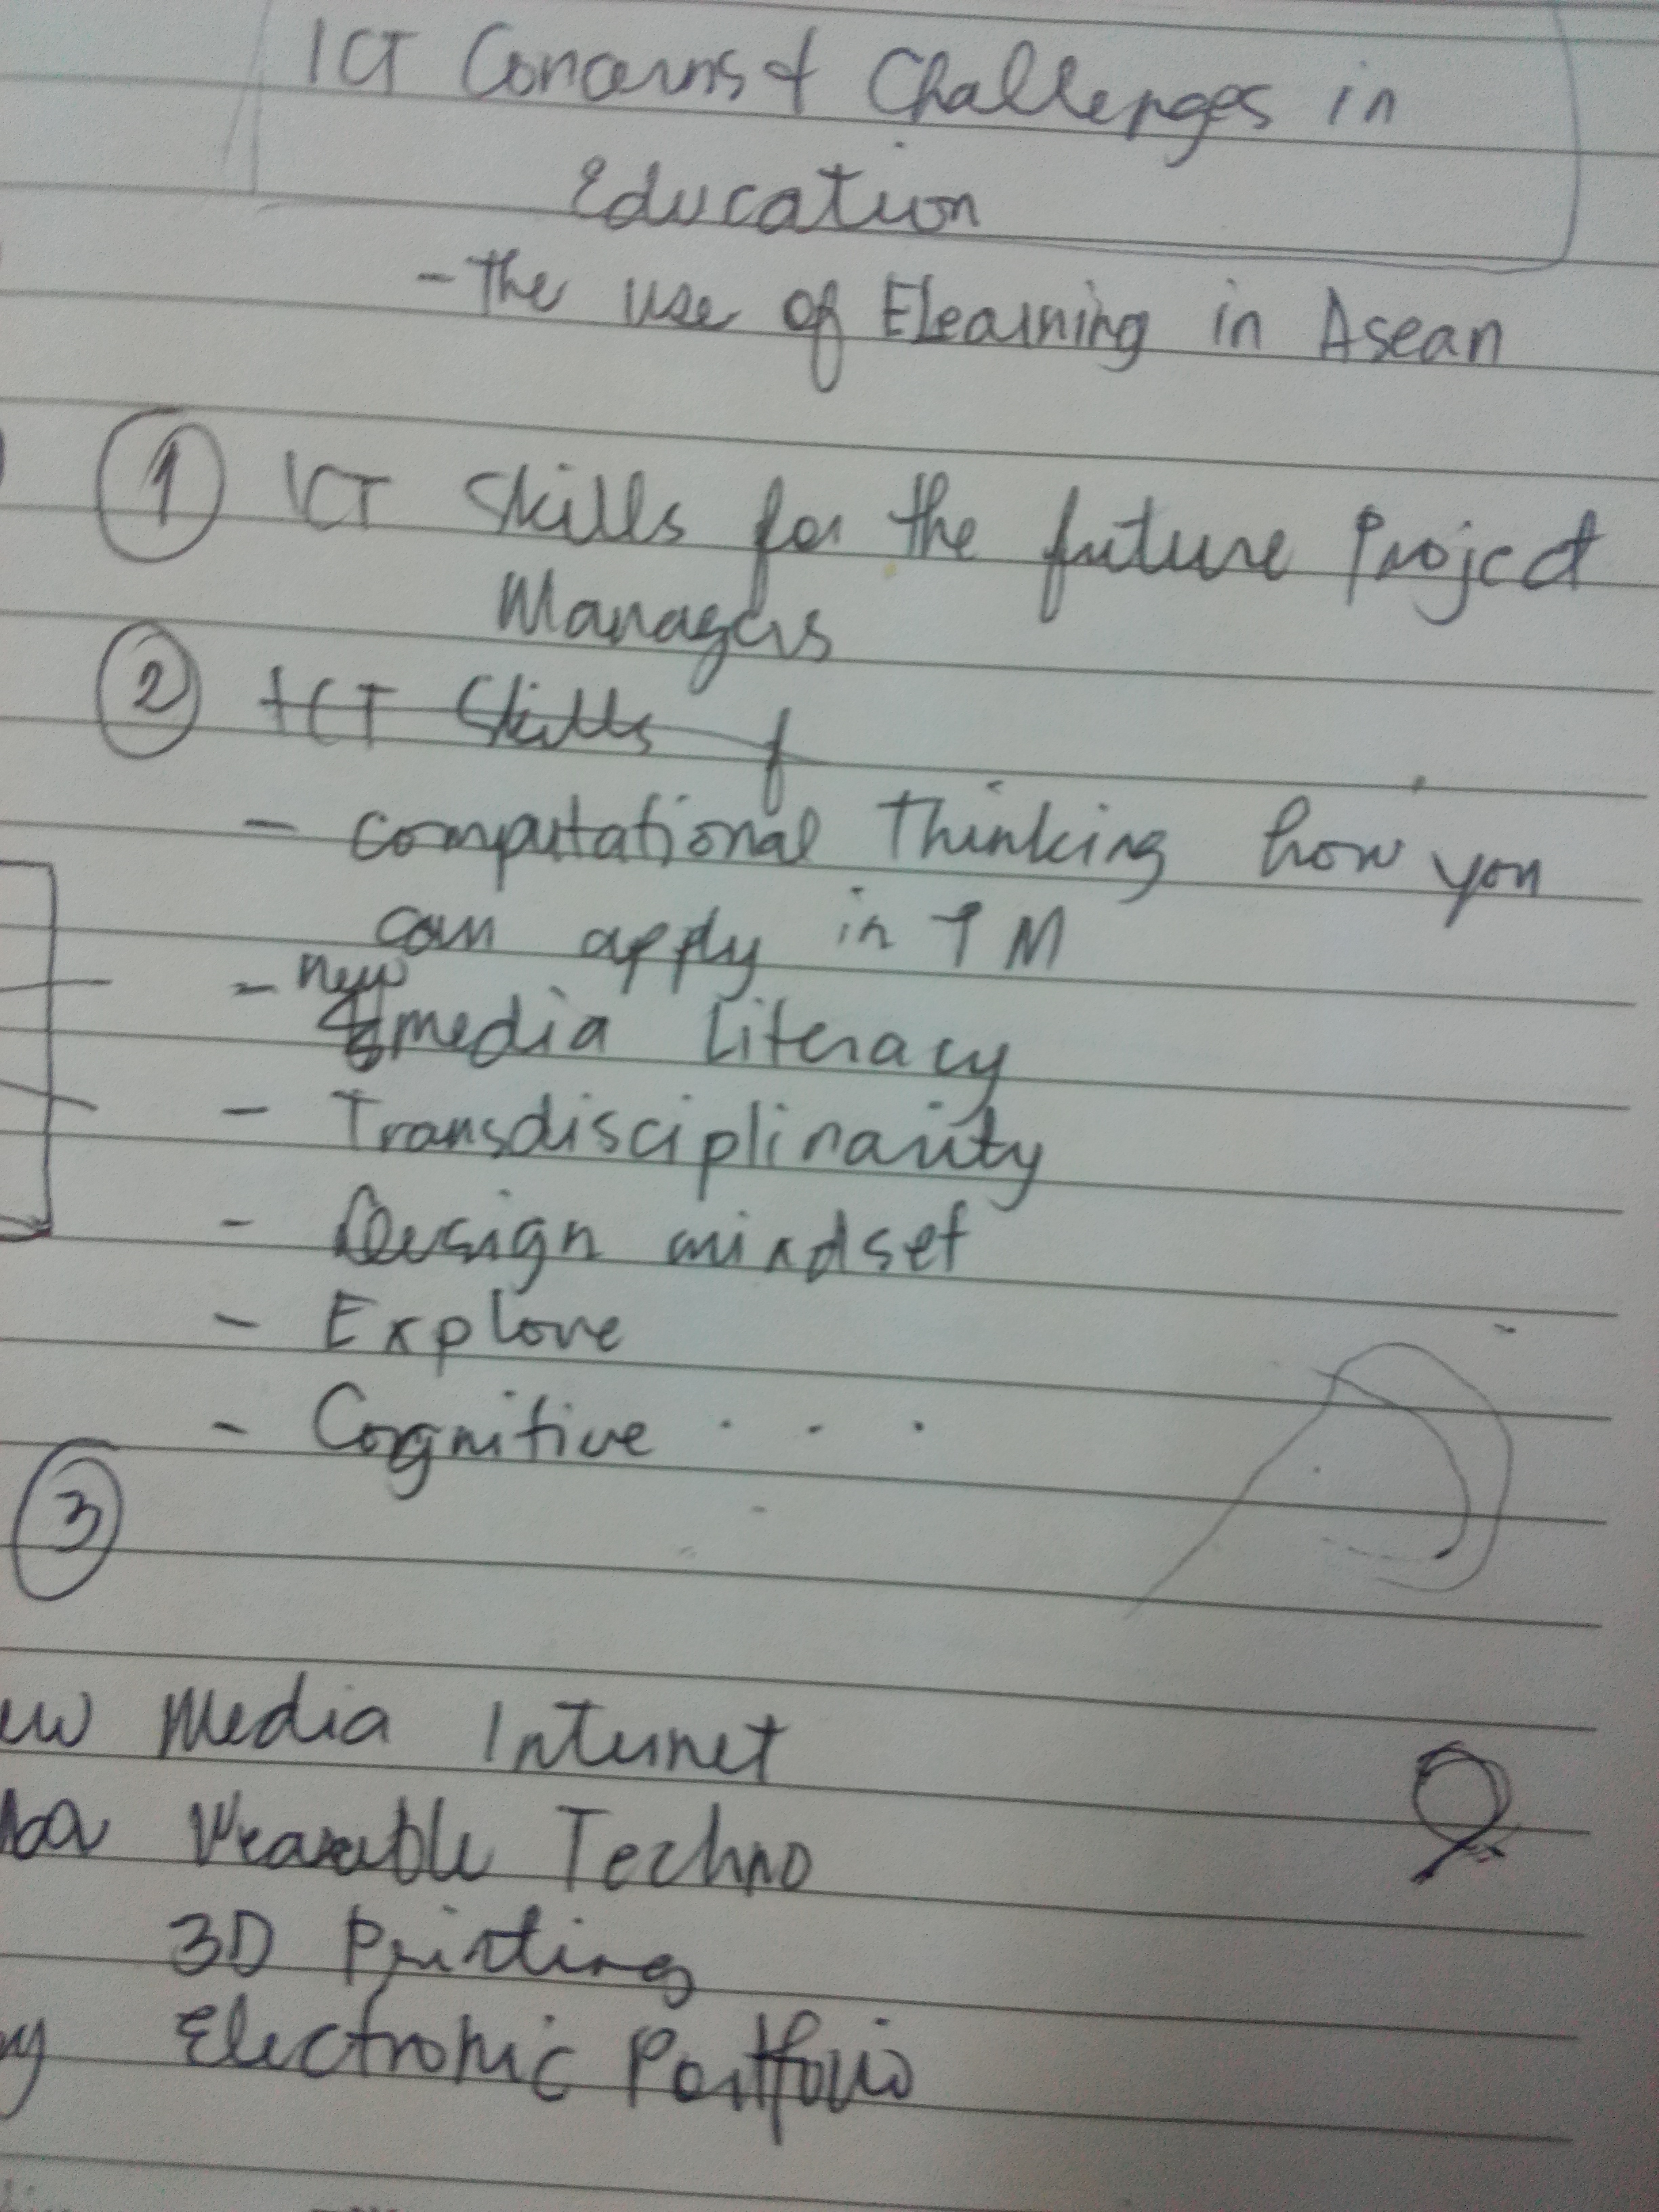 ICT Concerns & Challenges in
Education
- The use of Elearning in Asean
1 ICT Skills for the future Project
Managers
2 ICT Skills f
- computational Thinking how you
can apply in PM
- new
media Literacy
- Transdisciplinarity
- Design mindset
- Explore
- Cognitive . . .
3
ew Media Internet
Wearable Techno
3D Printing
Electronic Portfolio